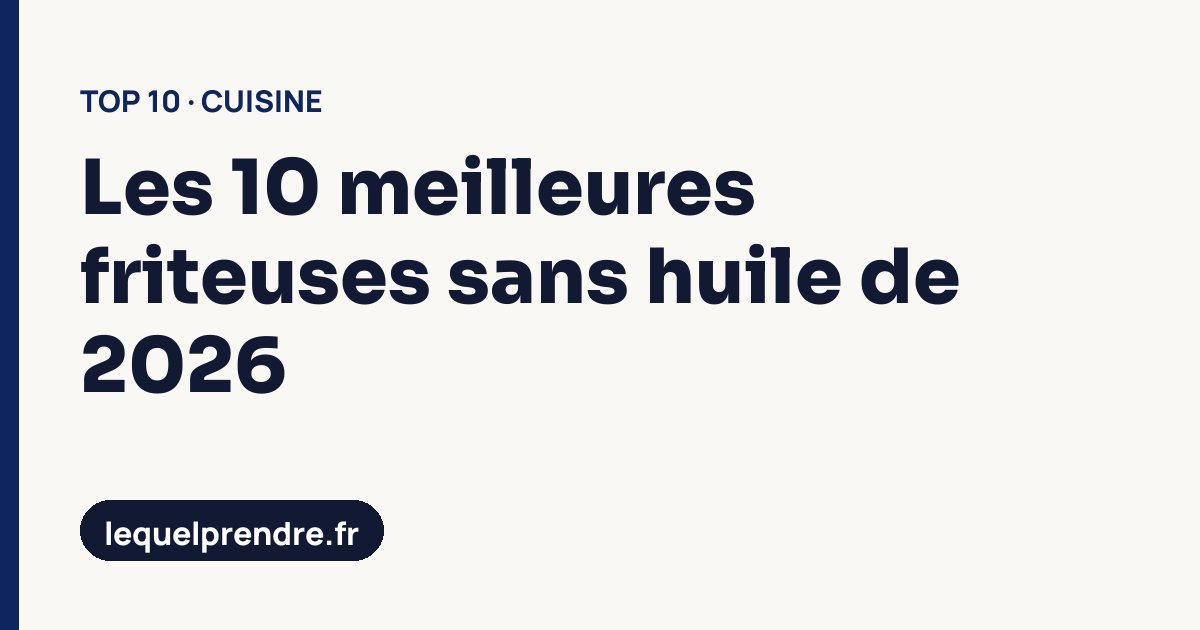 TOP 10 · CUISINE
Les 10 meilleures
friteuses sans huile de
2026
lequelprendre.fr